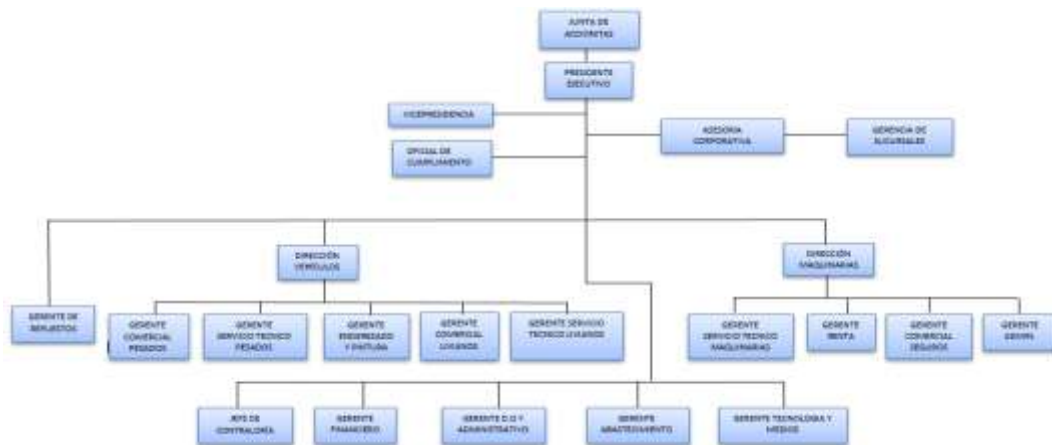 JUNTA DE
ACCIONISTAS
PRESIDENTE
EJECUTIVO
VICEPRESIDENCIA
OFICIAL DE
CUMPLIMIENTO
ASESORIA
CORPORATIVA
GERENCIA DE
SUCURSALES
DIRECCIÓN
VEHÍCULOS
DIRECCIÓN
MAQUINARIAS
GERENTE DE
REPUESTOS
GERENTE
COMERCIAL
PESADOS
GERENTE
SERVICIO TECNICO
PESADOS
GERENTE
ENDEREZADO
Y PINTURA
GERENTE
COMERCIAL
LIVIANOS
GERENTE SERVICIO
TECNICO LIVIANOS
GERENTE
SERVICIO TECNICO
MAQUINARIAS
GERENTE
RENTA
GERENTE
COMERCIAL
SEGUROS
GERENTE
JEFE DE
CONTRALORÍA
GERENTE
FINANCIERO
GERENTE D.O Y
ADMINISTRATIVO
GERENTE
ABASTECIMIENTO
GERENTE TECNOLOGIA Y
MEDIOS